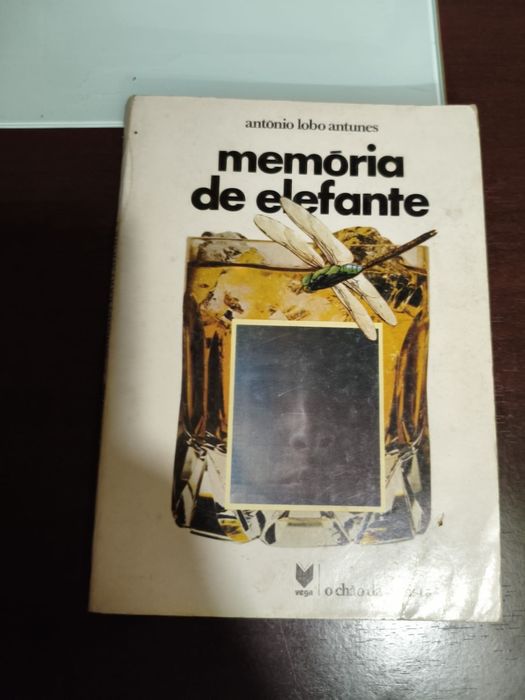 antónio lobo antunes
memória
de elefante
vega | o chão da